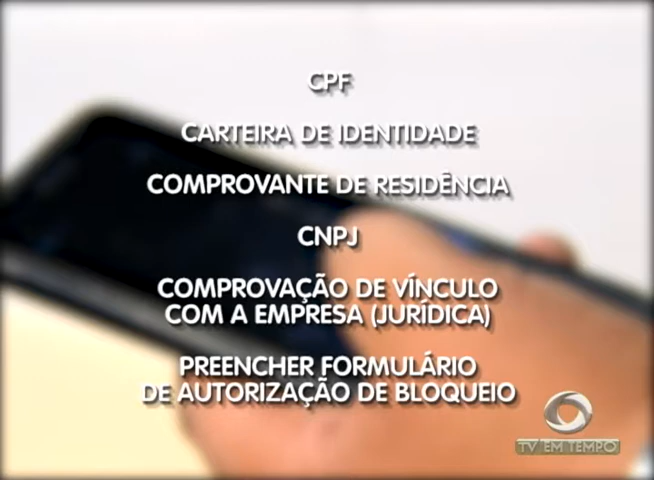 CPF
CARTEIRA DE IDENTIDADE
COMPROVANTE DE RESIDÊNCIA
CNPJ
COMPROVAÇÃO DE VÍNCULO
COM A EMPRESA (JURÍDICA)
PREENCHER FORMULÁRIO
DE AUTORIZAÇÃO DE BLOQUEIO
TV EM TEMPO